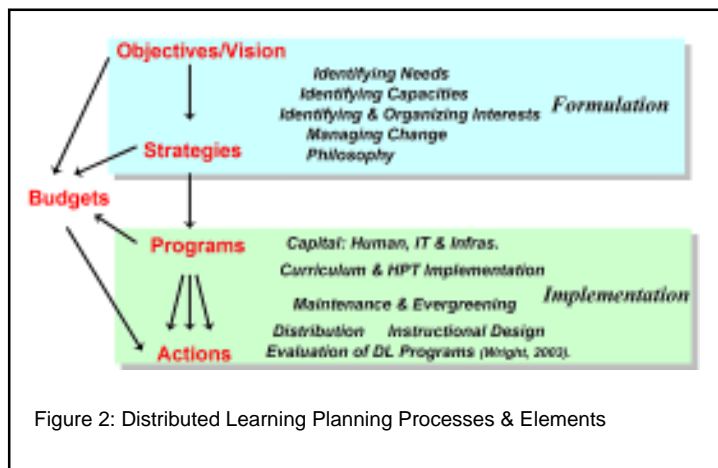 Objectives/Vision
Identifying Needs
Identifying Capacities
Formulation
Identifying & Organizing Interests
Managing Change
Strategies
Philosophy
Budgets
Programs
Capital: Human, IT & Infras.
Curriculum & HPT Implementation
Implementation
Maintenance & Evergreening
Distribution Instructional Design
Actions
Evaluation of DL Programs (Wright, 2003).
Figure 2: Distributed Learning Planning Processes & Elements